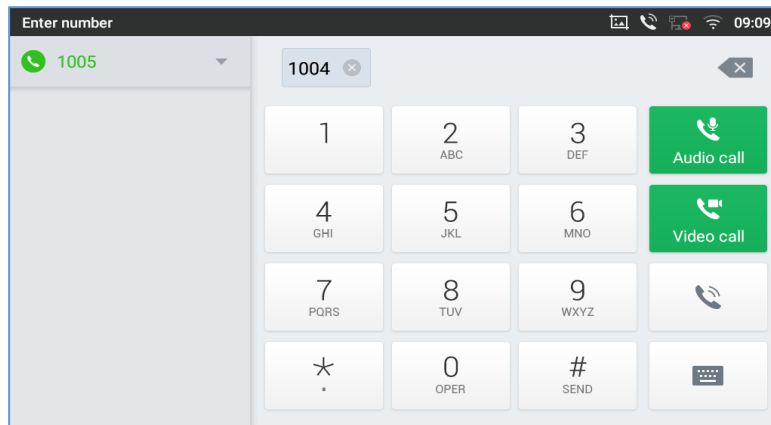 Enter number 09:09
1005
1004
1 2 3
ABC DEF
Audio call
4 5 6
GHI JKL MNO
Video call
7 8 9
PQRS TUV WXYZ
* 0 #
. OPER SEND